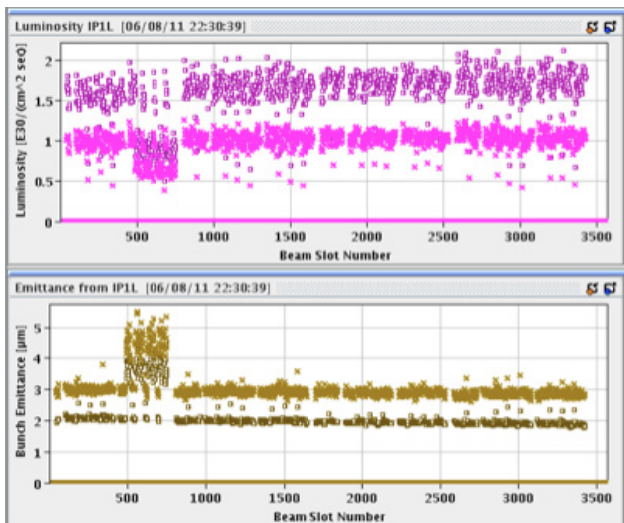 Luminosity IP1L [06/08/11 22:30:39]
Luminosity [E30/(cm^2 sec)]
2
1.5
1
0.5
0
500 1000 1500 2000 2500 3000 3500
Beam Slot Number
Emittance from IP1L [06/08/11 22:30:39]
Bunch Emittance [µm]
5
4
3
2
1
0
500 1000 1500 2000 2500 3000 3500
Beam Slot Number